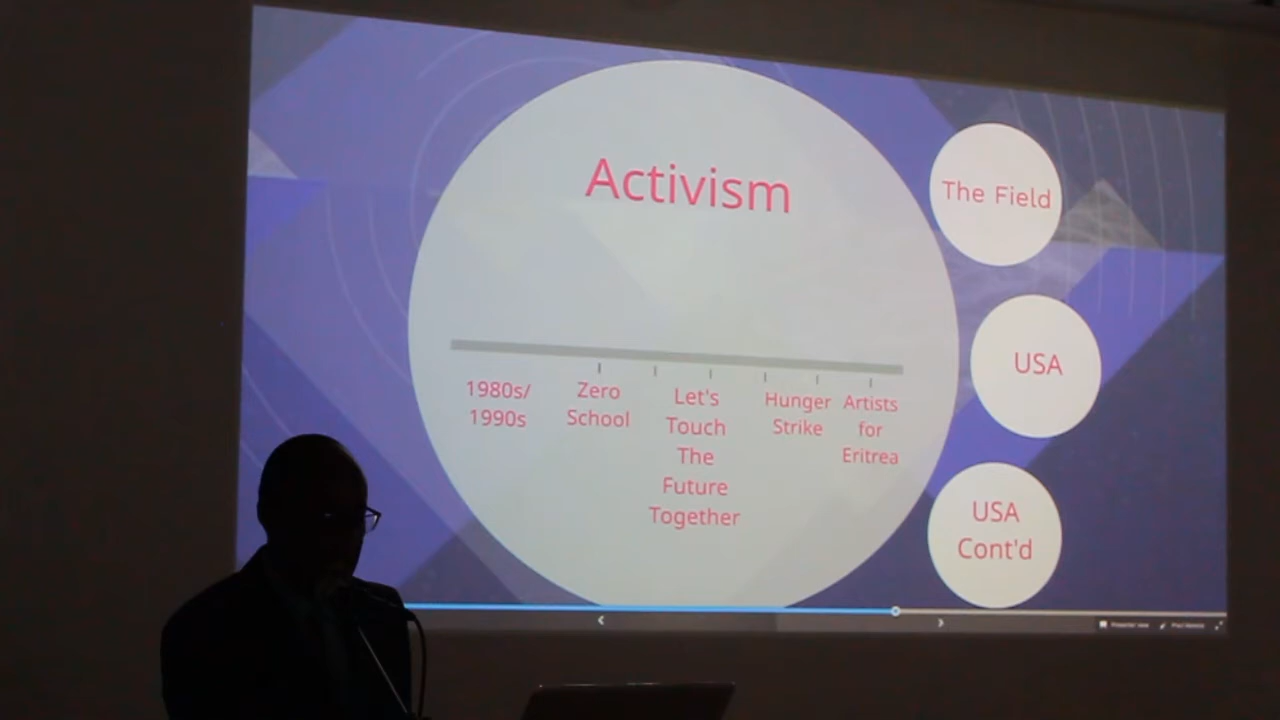 Activism
1980s/
1990s
Zero
School
Let's
Touch
The
Future
Together
Hunger
Strike
Artists
for
Eritrea
The Field
USA
USA
Cont'd